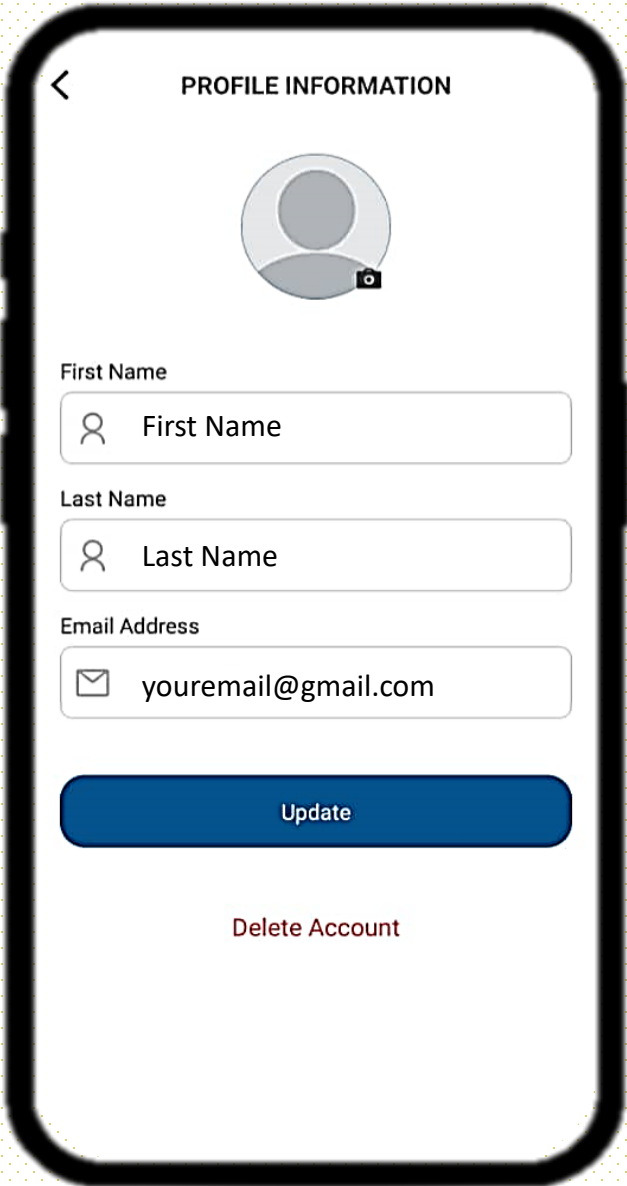 PROFILE INFORMATION
First Name
First Name
Last Name
Last Name
Email Address
youremail@gmail.com
Update
Delete Account